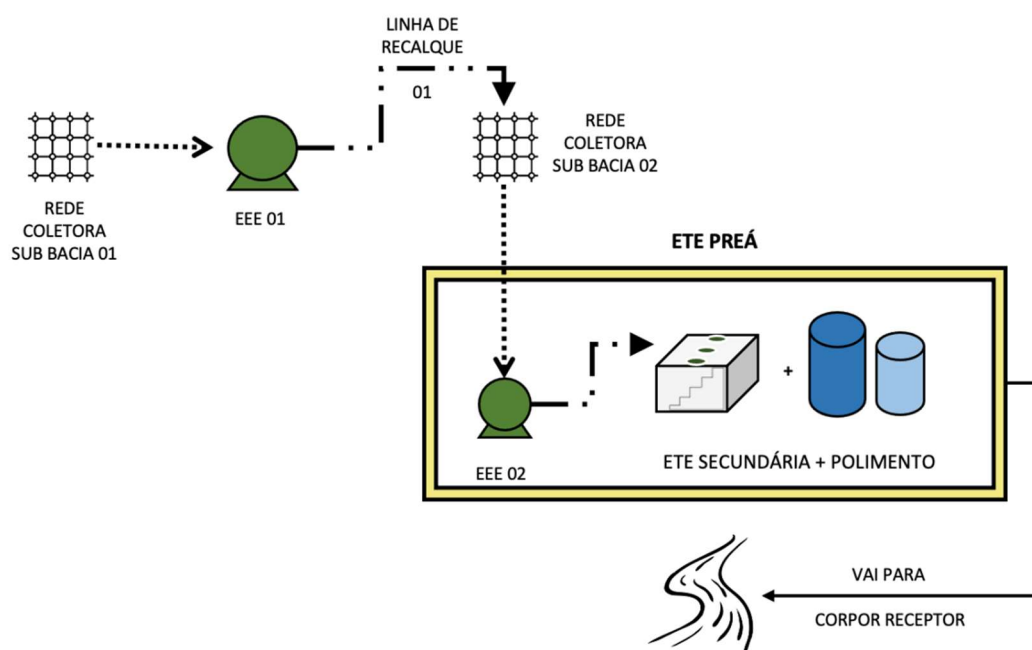 LINHA DE
RECALQUE
01
REDE
COLETORA
SUB BACIA 01
EEE 01
REDE
COLETORA
SUB BACIA 02
ETE PREÁ
EEE 02
+
ETE SECUNDÁRIA + POLIMENTO
VAI PARA
CORPOR RECEPTOR